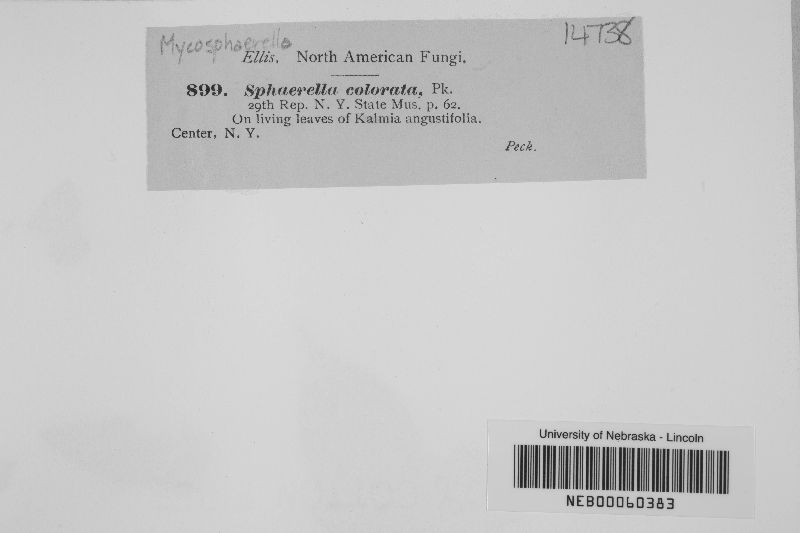 Mycosphaerella
14738
Ellis, North American Fungi.
899. Sphaerella colorata, Pk.
29th Rep. N. Y. State Mus. p. 62.
On living leaves of Kalmia angustifolia.
Center, N. Y.
Peck.
University of Nebraska - Lincoln
NEB00060383